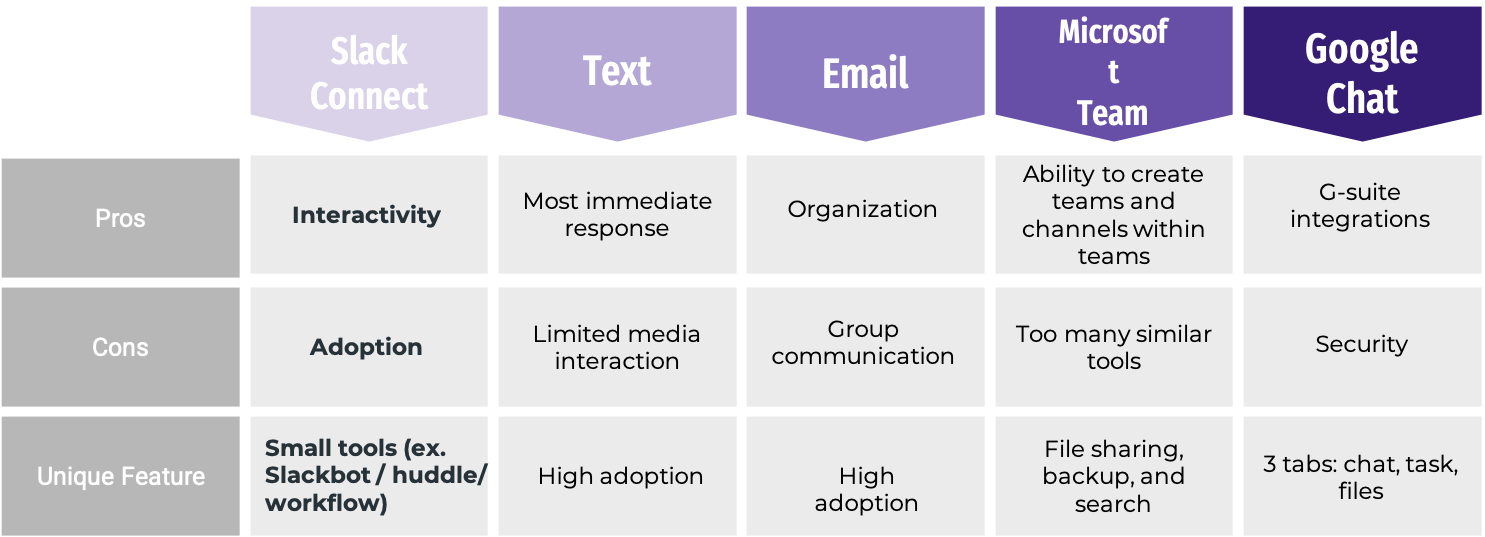 Slack
Connect
Text
Email
Microsof
t
Team
Google
Chat
Pros
Interactivity
Most immediate
response
Organization
Ability to create
teams and
channels within
teams
G-suite
integrations
Cons
Adoption
Limited media
interaction
Group
communication
Too many similar
tools
Security
Unique Feature
Small tools (ex.
Slackbot / huddle/
workflow)
High adoption
High
adoption
File sharing,
backup, and
search
3 tabs: chat, task,
files